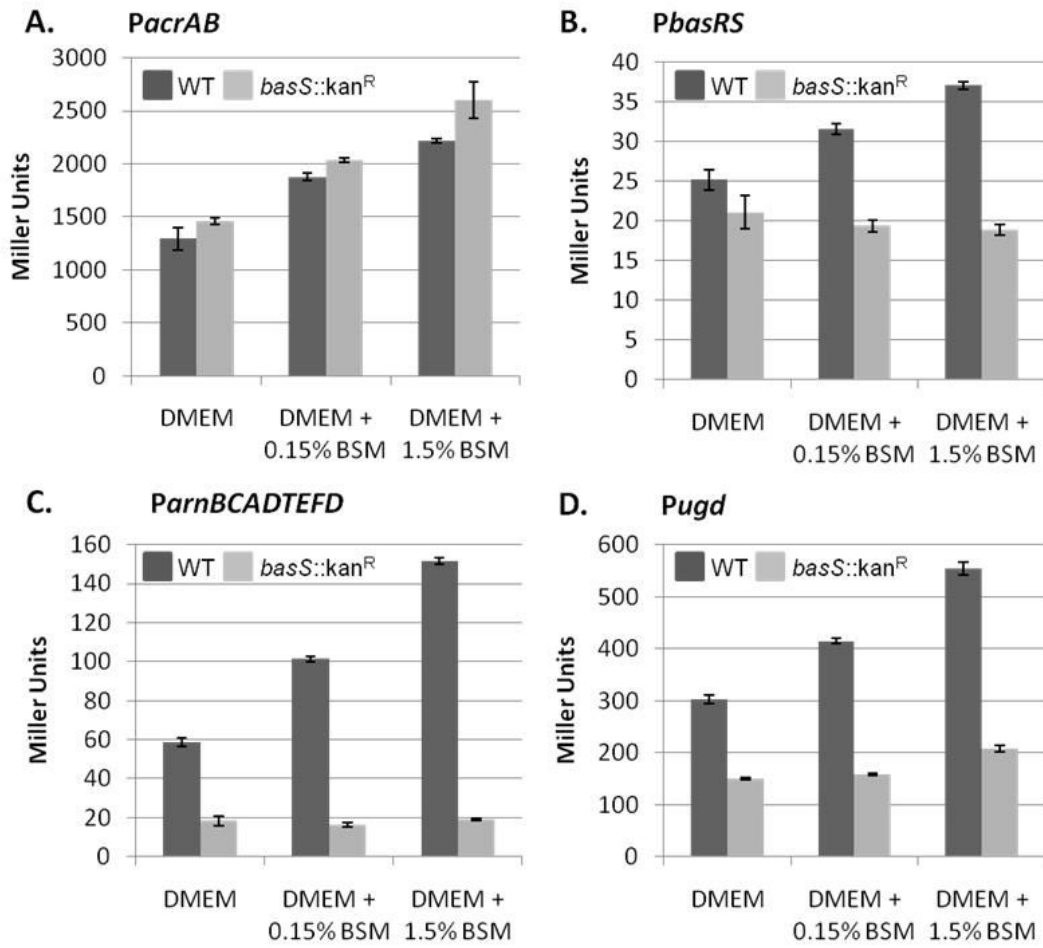 A. PacrAB
Miller Units
3000
2500
2000
1500
1000
500
0
WT basS::kanR
DMEM
DMEM +
0.15% BSM
DMEM +
1.5% BSM
B. PbasRS
Miller Units
40
35
30
25
20
15
10
5
0
WT basS::kanR
DMEM
DMEM +
0.15% BSM
DMEM +
1.5% BSM
C. ParnBCADTEFD
Miller Units
160
140
120
100
80
60
40
20
0
WT basS::kanR
DMEM
DMEM +
0.15% BSM
DMEM +
1.5% BSM
D. Pugd
Miller Units
600
500
400
300
200
100
0
WT basS::kanR
DMEM
DMEM +
0.15% BSM
DMEM +
1.5% BSM